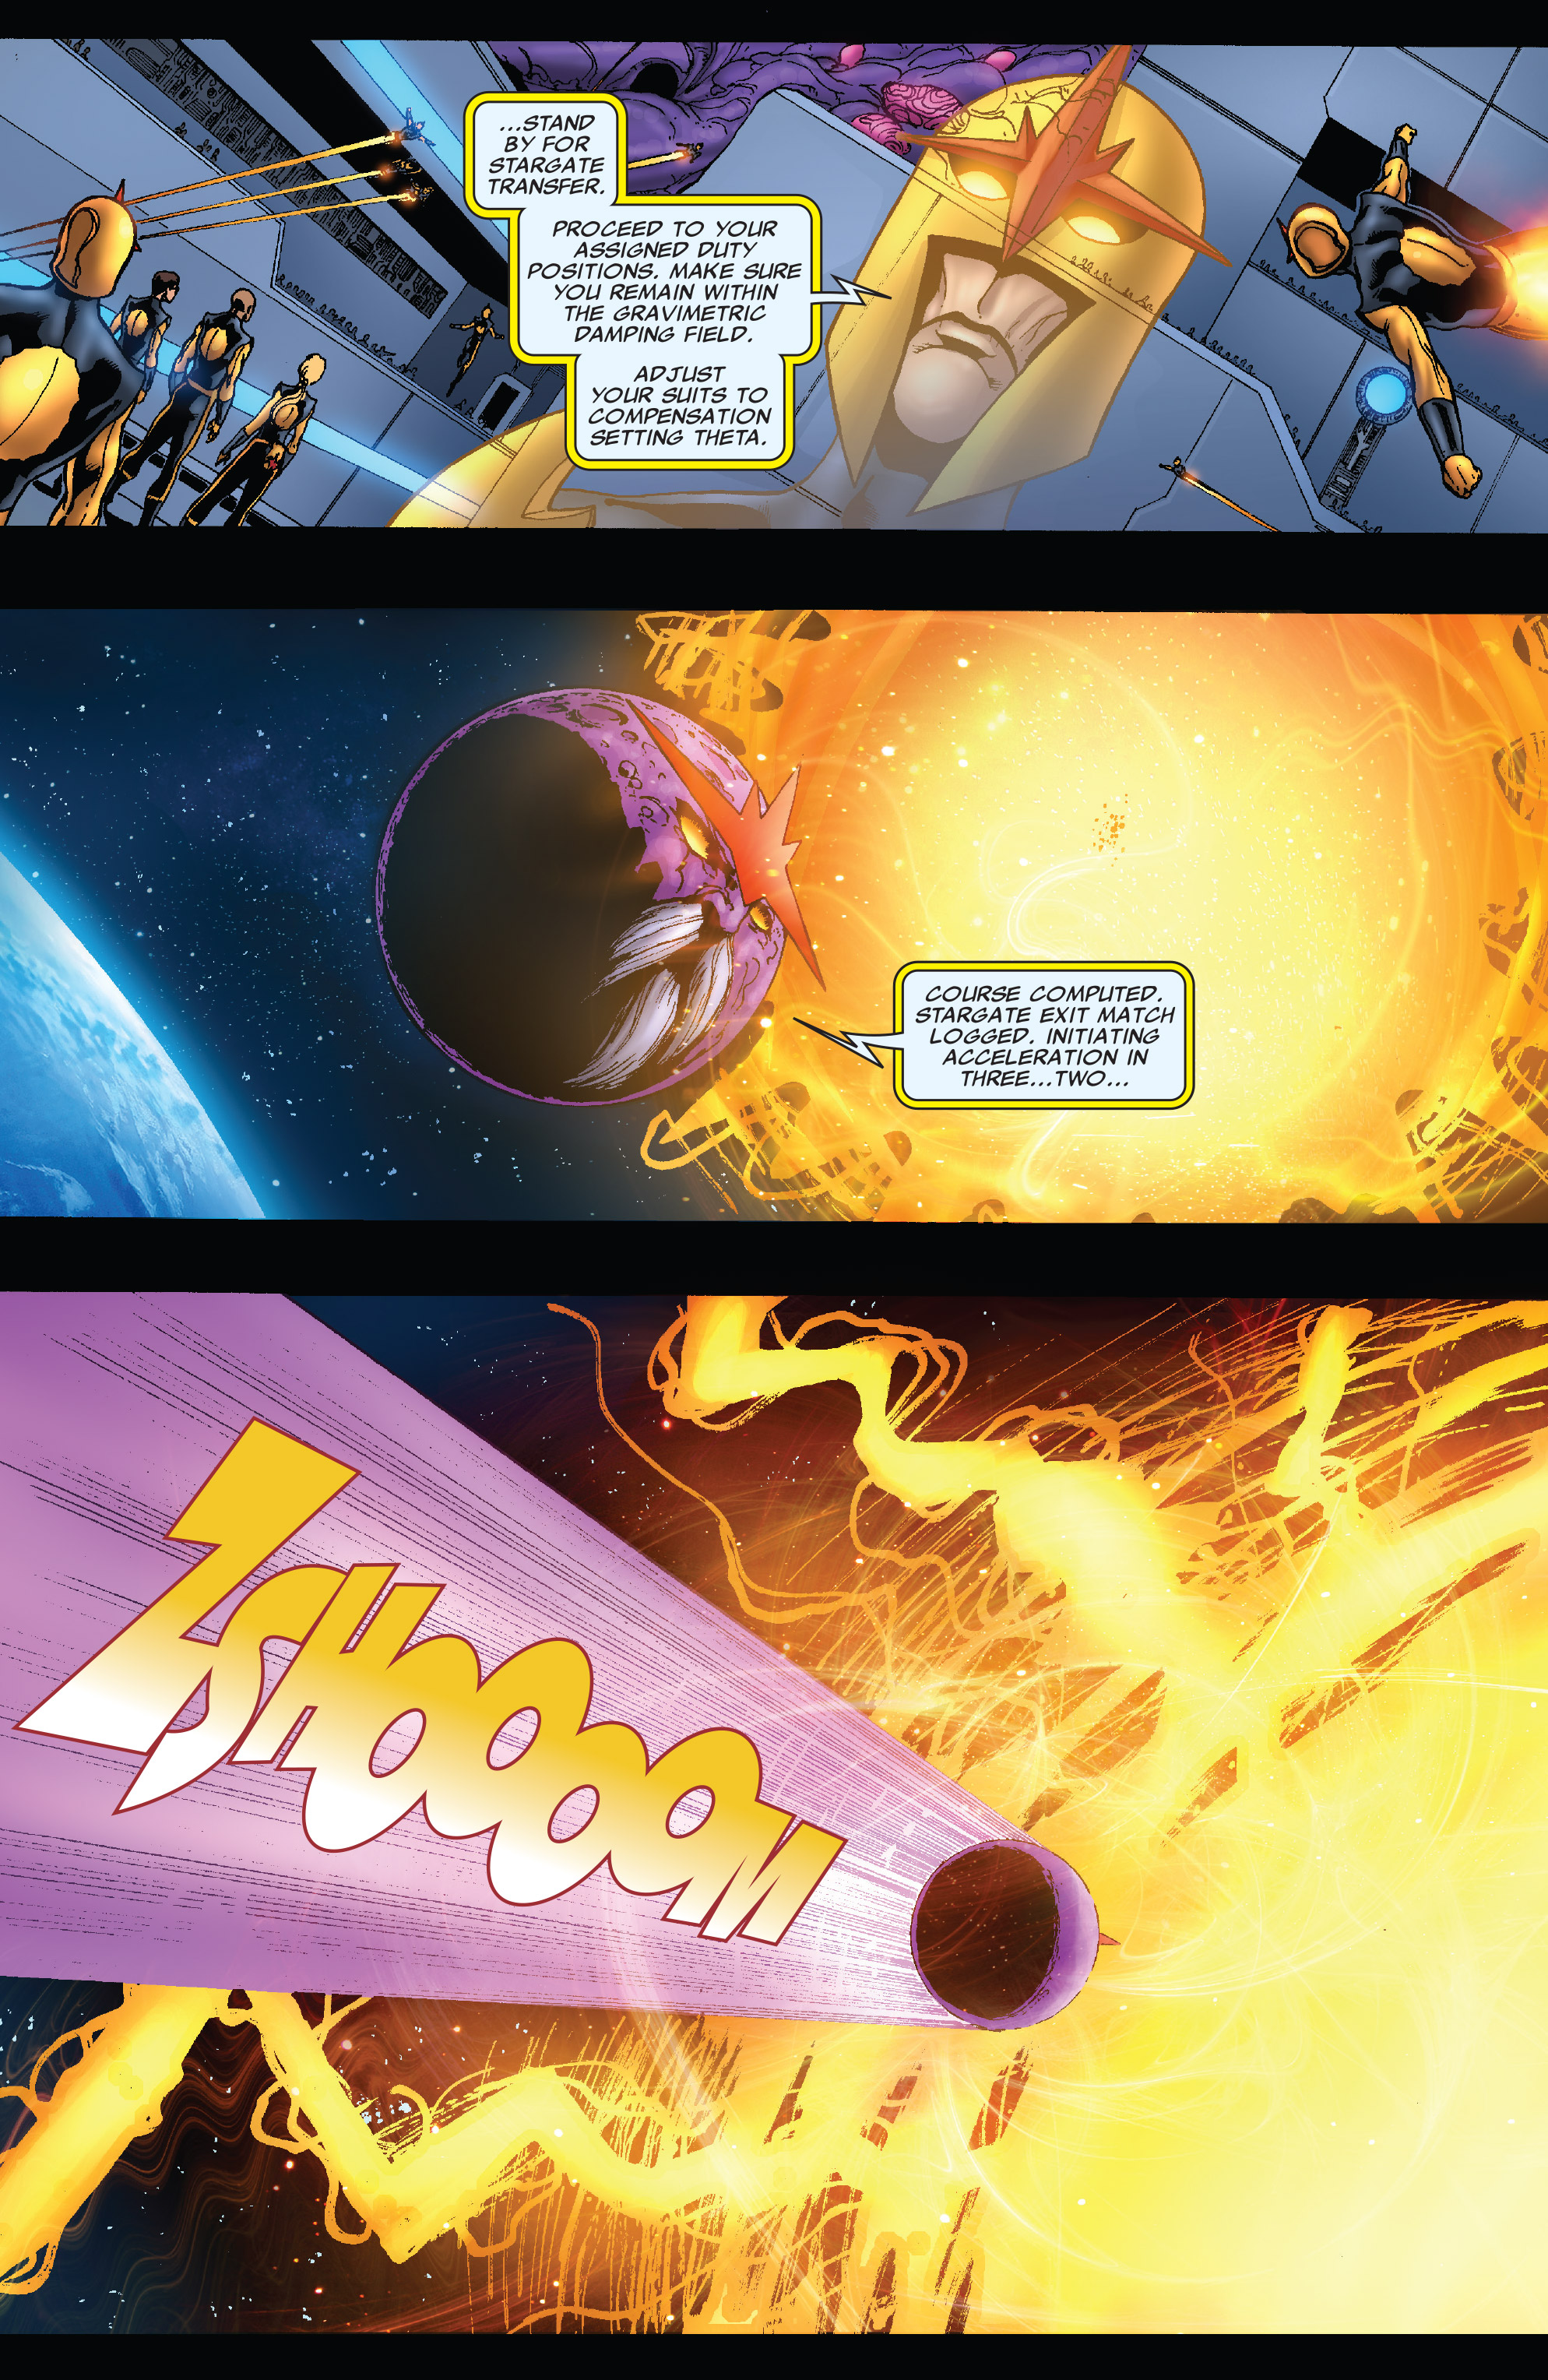 ...STAND
BY FOR
STARGATE
TRANSFER.
PROCEED TO YOUR
ASSIGNED DUTY
POSITIONS. MAKE SURE
YOU REMAIN WITHIN
THE GRAVIMETRIC
DAMPING FIELD.
ADJUST
YOUR SUITS TO
COMPENSATION
SETTING THETA.
COURSE COMPUTED.
STARGATE EXIT MATCH
LOGGED. INITIATING
ACCELERATION IN
THREE...TWO...
ZSHOOOOM